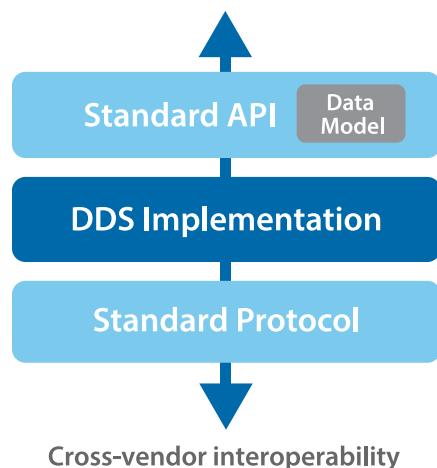 Standard API
Data
Model
DDS Implementation
Standard Protocol
Cross-vendor interoperability